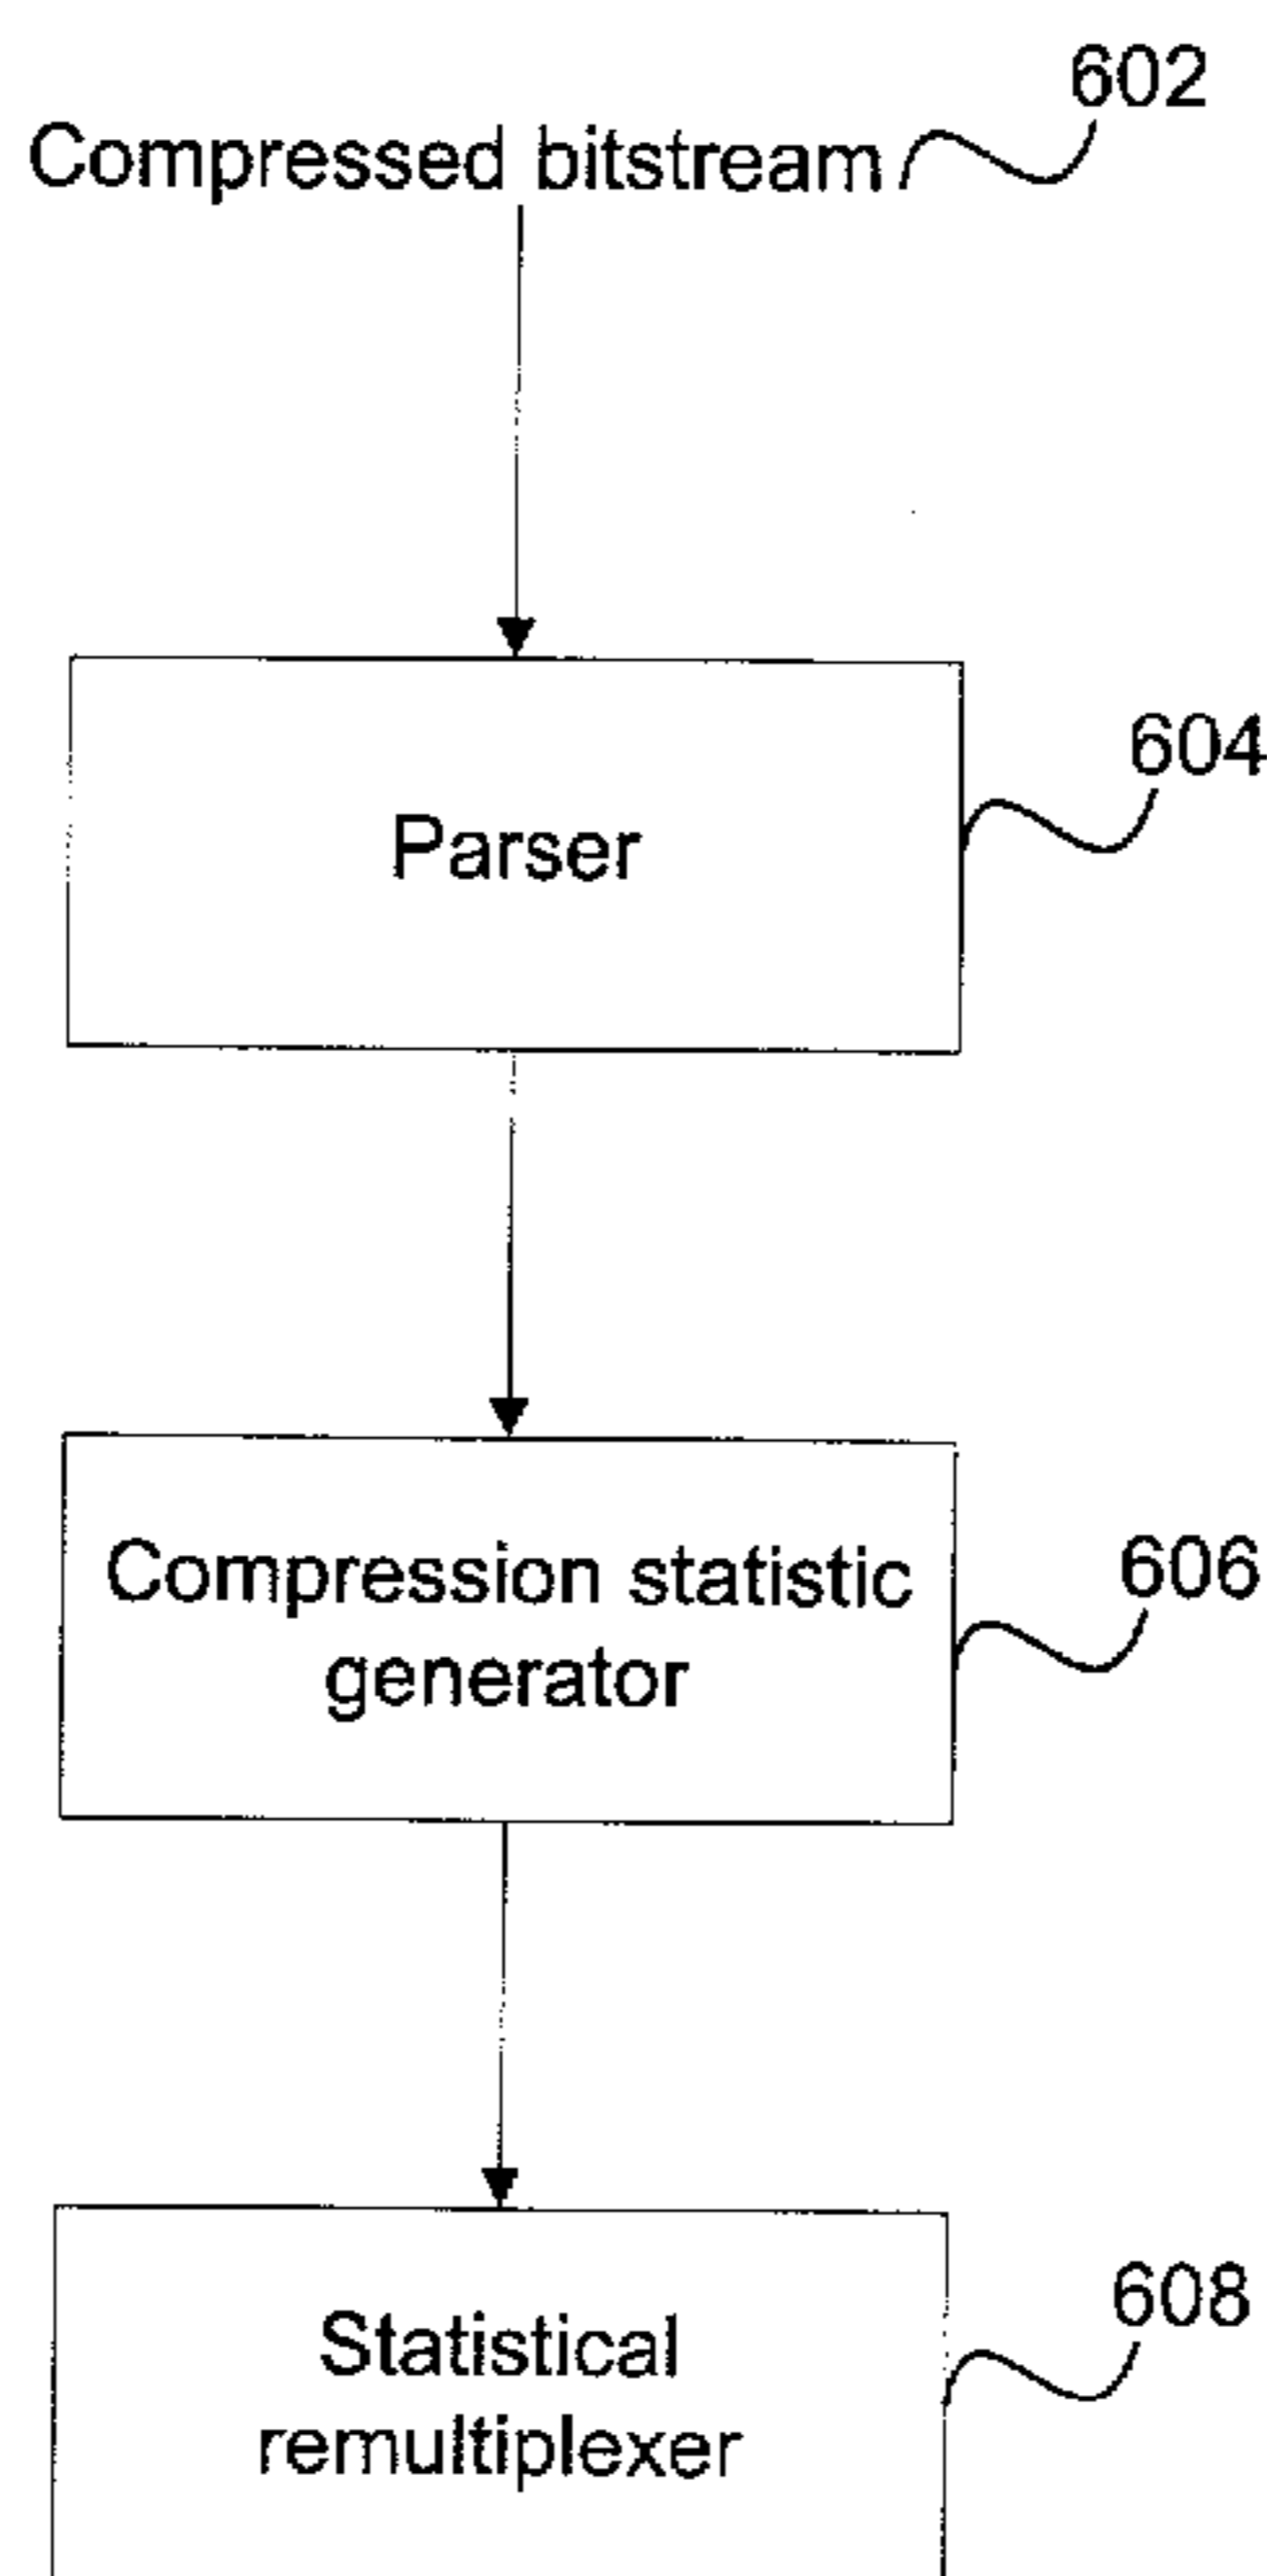 602
Compressed bitstream
604
Parser
Compression statistic
606
generator
608
Statistical
remultiplexer